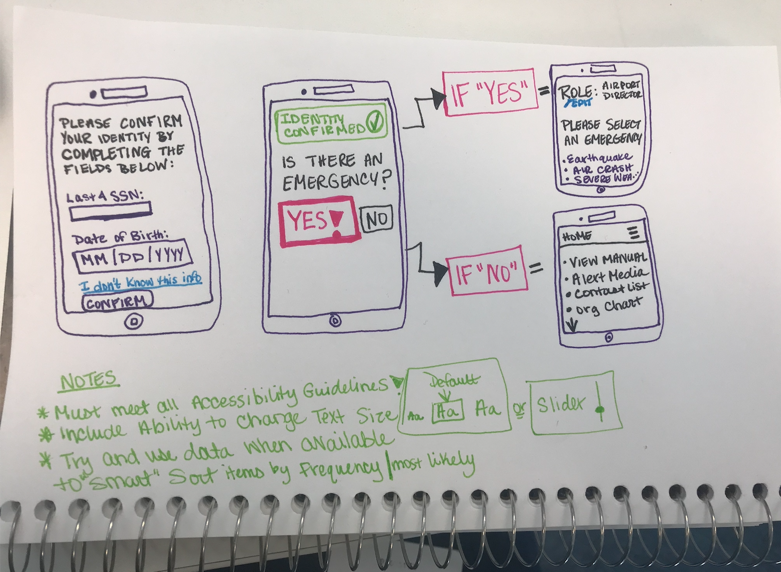 PLEASE CONFIRM
YOUR IDENTITY BY
COMPLETING THE
FIELDS BELOW:
Last 4 SSN:
Date of Birth:
MM/DD/YYYY
I don't know this info
CONFIRM
IDENTITY
CONFIRMED
IS THERE AN
EMERGENCY?
YES!
NO
IF "YES" =
ROLE: AIRPORT
DIRECTOR
/EDIT
PLEASE SELECT
AN EMERGENCY
• Earthquake
• AIR CRASH
• SEVERE WEA..
IF "NO" =
HOME
• VIEW MANUAL
• Alert Media
• Contact List
• Org Chart
NOTES
* Must meet all Accessibility Guidelines
* Include Ability to change Text Size
Default
Aa Aa Aa or Slider
* Try and use data when available
to "smart" Sort items by frequency/most likely